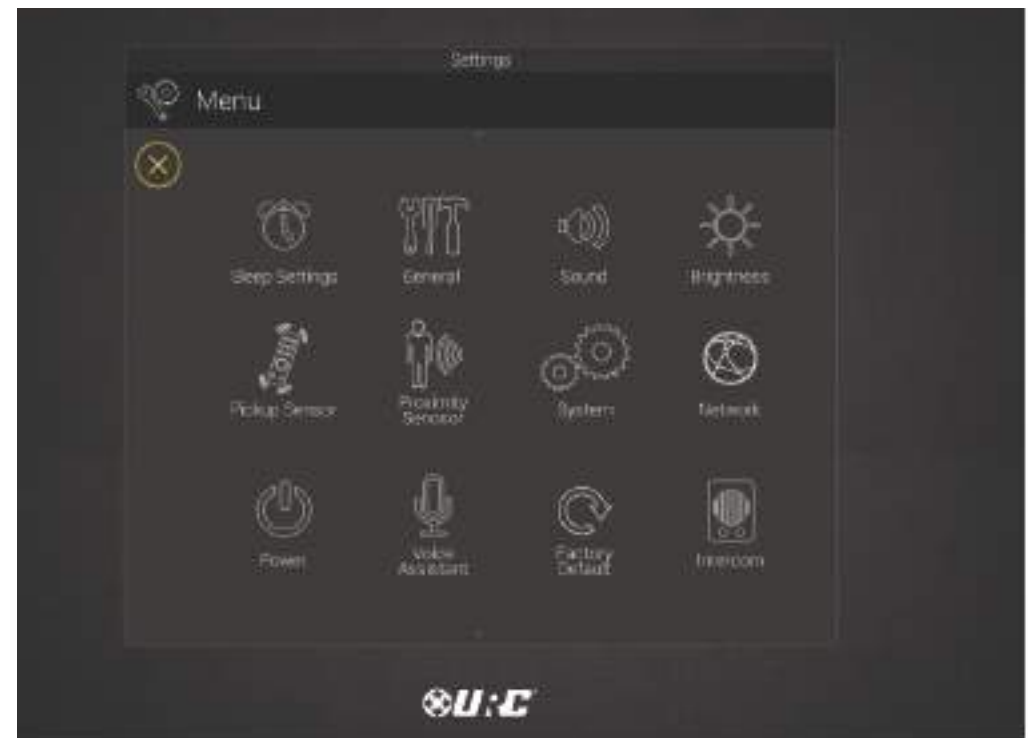 Settings
Menu
Sleep Settings
General
Sound
Brightness
Pickup Sensor
Proximity
Sensosor
System
Network
Power
Voice
Assistant
Factory
Default
Intercom
URC